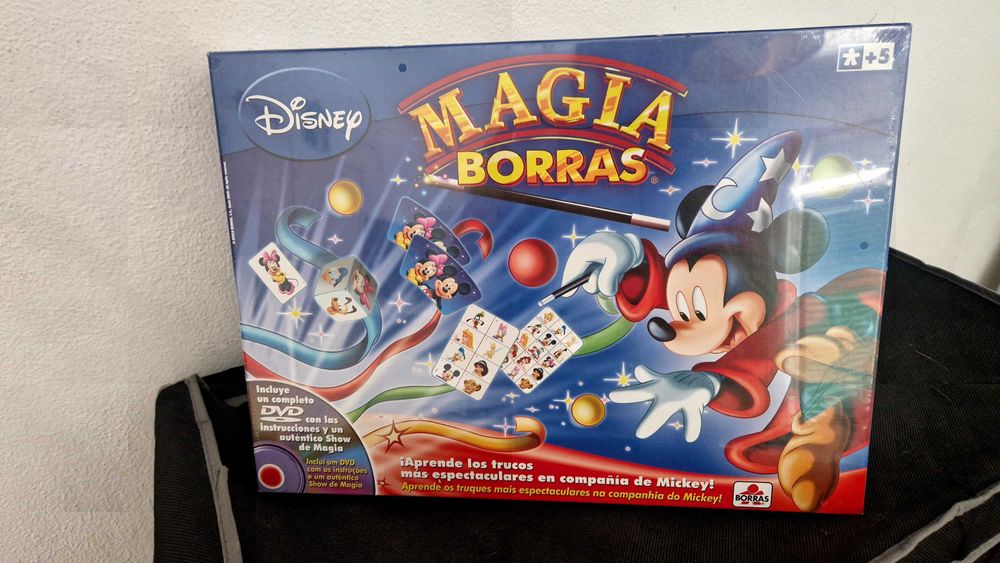 Disney
MAGIA
BORRAS®
+5
Incluye
un completo
DVD con las
instrucciones y un
auténtico Show
de Magia
Inclui um DVD
com as instruções
e um autêntico
Show de Magia
¡Aprende los trucos
más espectaculares en compañía de Mickey!
Aprende os truques mais espectaculares na companhia do Mickey!
BORRAS